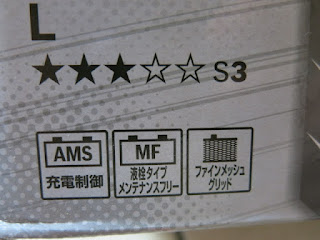 L
★★★☆☆ S3
AMS
充電制御
MF
液栓タイプ
メンテナンスフリー
ファインメッシュ
グリッド